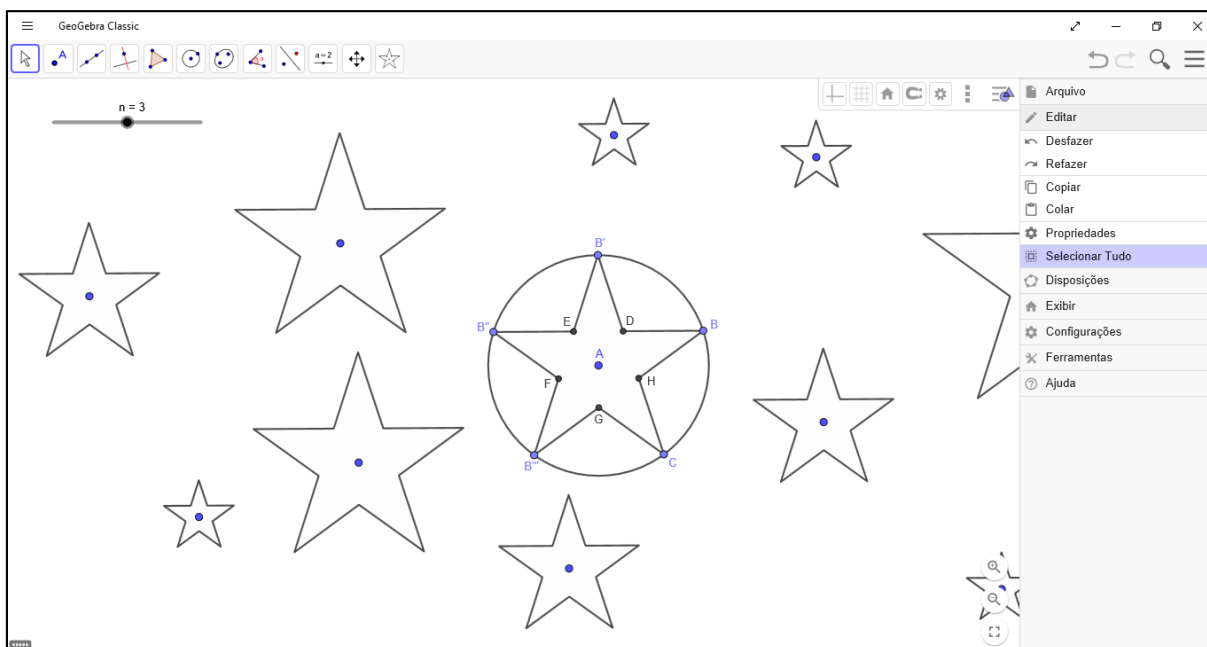 GeoGebra Classic
A
a=2
n = 3
Arquivo
Editar
Desfazer
Refazer
Copiar
Colar
Propriedades
Selecionar Tudo
Disposições
Exibir
Configurações
Ferramentas
Ajuda
B'
B''
E
D
B
A
F
H
G
B'''
C